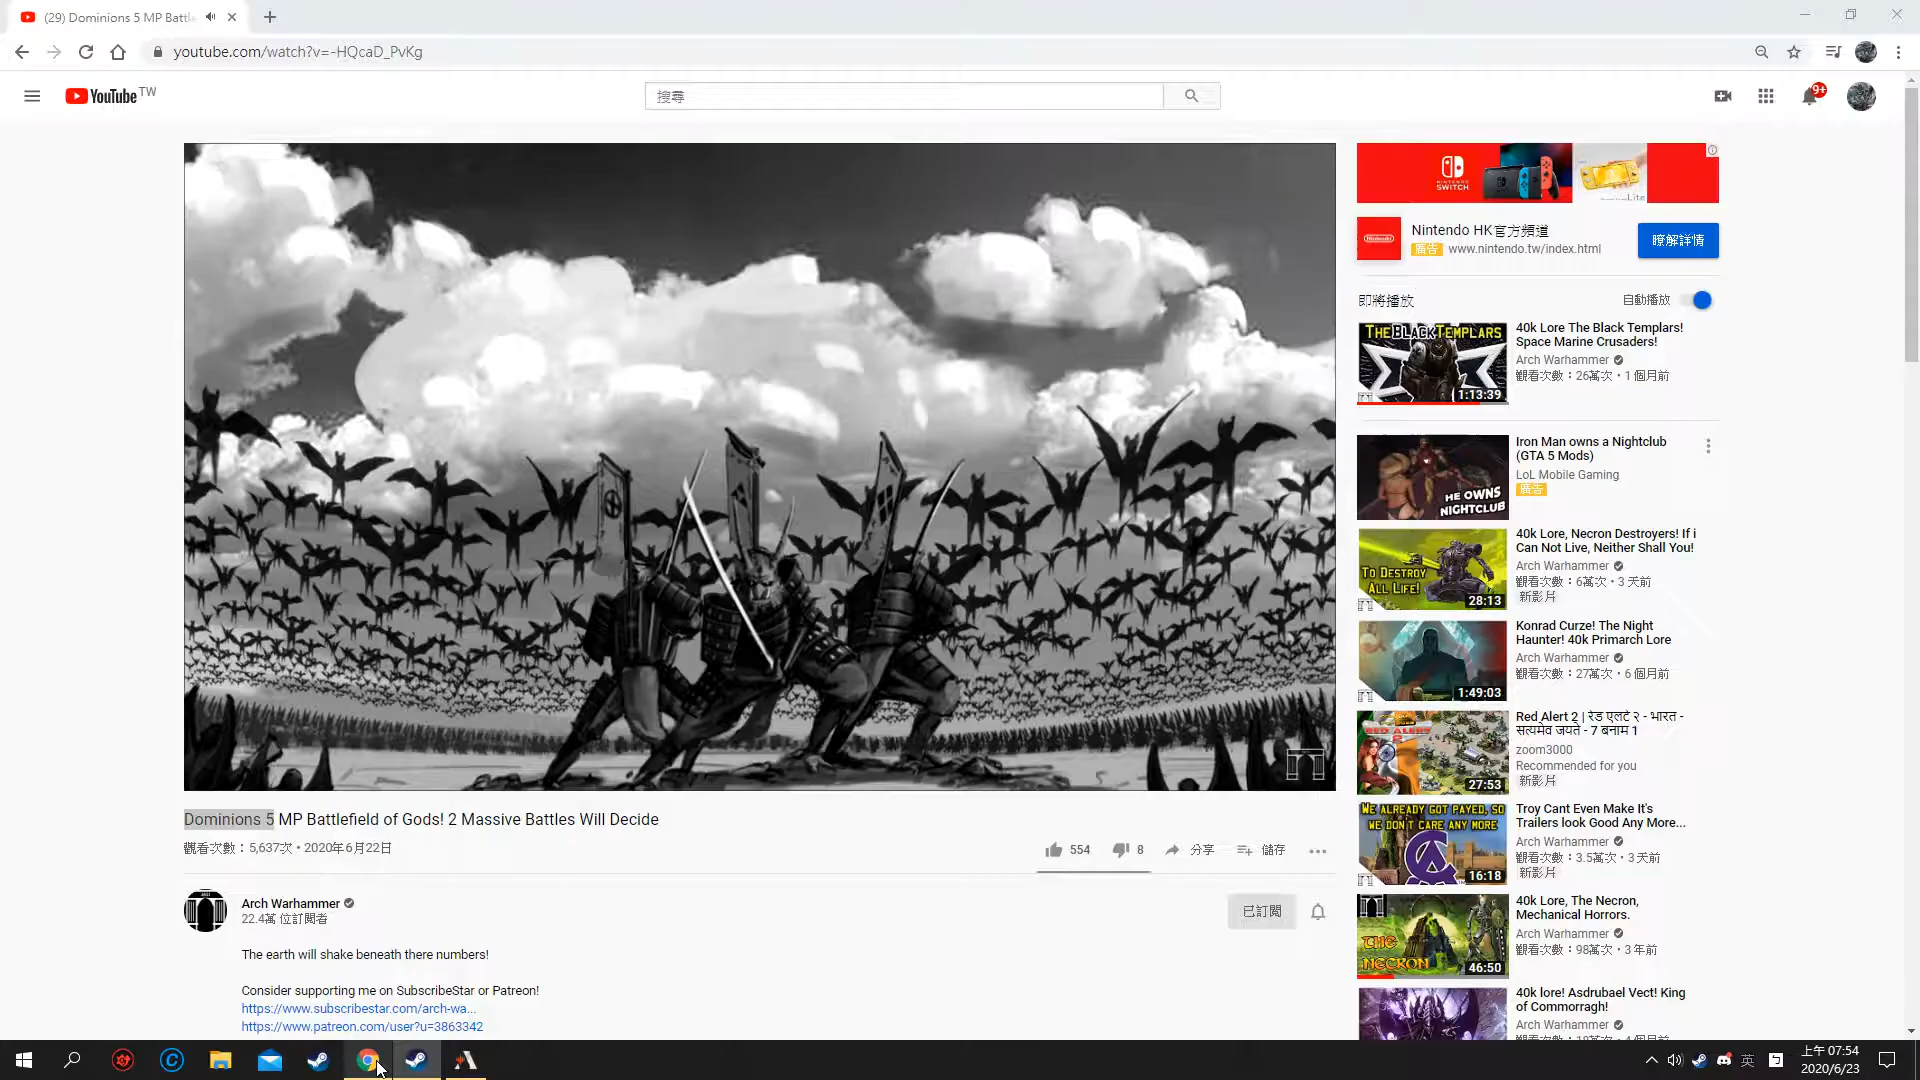 (29) Dominions 5 MP Battl
youtube.com/watch?v=-HQcaD_PvKg
YouTube TW
搜尋
9+
NINTENDO
SWITCH
Lite
Nintendo
Nintendo HK官方頻道
廣告 www.nintendo.tw/index.html
瞭解詳情
即將播放
自動播放
THE BLACK TEMPLARS
1:13:39
40k Lore The Black Templars!
Space Marine Crusaders!
Arch Warhammer
觀看次數：26萬次・1 個月前
HE OWNS
NIGHTCLUB
Iron Man owns a Nightclub
(GTA 5 Mods)
LoL Mobile Gaming
廣告
TO DESTROY
ALL LIFE!
28:13
40k Lore, Necron Destroyers! If i
Can Not Live, Neither Shall You!
Arch Warhammer
觀看次數：6萬次・3 天前
新影片
1:49:03
Konrad Curze! The Night
Haunter! 40k Primarch Lore
Arch Warhammer
觀看次數：27萬次・6 個月前
RED ALERT 2
27:53
Red Alert 2 | रेड एलर्ट २ - भारत -
सत्यमेव जयते - 7 बनाम 1
zoom3000
Recommended for you
新影片
WE ALREADY GOT PAYED, SO
WE DON'T CARE ANY MORE
16:18
Troy Cant Even Make It's
Trailers look Good Any More...
Arch Warhammer
觀看次數：3.5萬次・3 天前
新影片
THE
NECRON
46:50
40k Lore, The Necron,
Mechanical Horrors.
Arch Warhammer
觀看次數：98萬次・3 年前
40k lore! Asdrubael Vect! King
of Commorragh!
Arch Warhammer
Dominions 5 MP Battlefield of Gods! 2 Massive Battles Will Decide
觀看次數：5,637次・2020年6月22日
554
8
分享
儲存
Arch Warhammer
22.4萬 位訂閱者
已訂閱
The earth will shake beneath there numbers!
Consider supporting me on SubscribeStar or Patreon!
https://www.subscribestar.com/arch-wa...
https://www.patreon.com/user?u=3863342
英
上午 07:54
2020/6/23